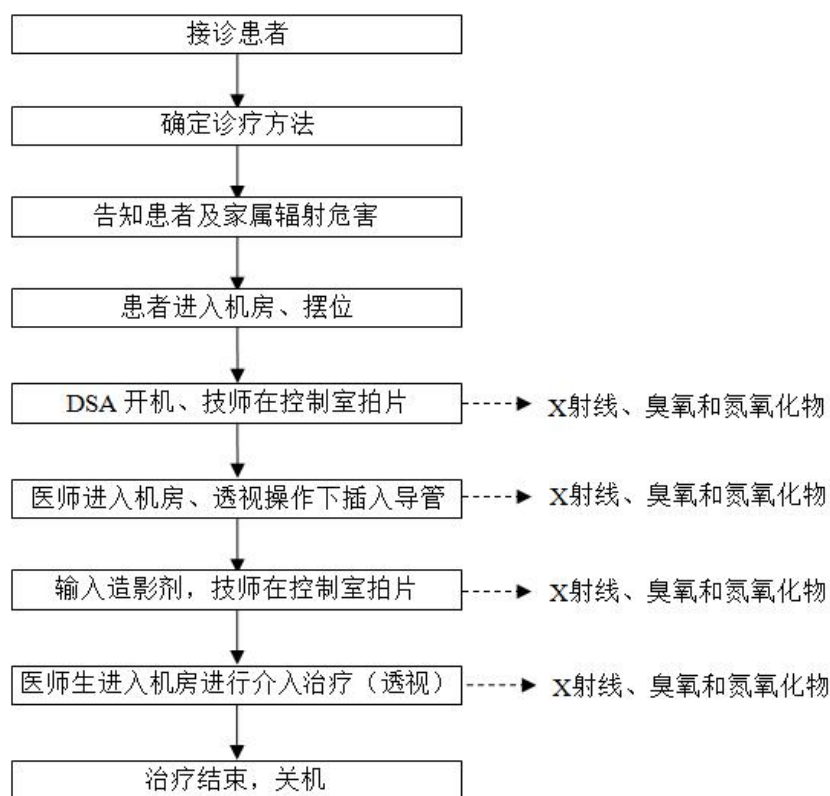 接诊患者
确定诊疗方法
告知患者及家属辐射危害
患者进入机房、摆位
DSA 开机、技师在控制室拍片
X射线、臭氧和氮氧化物
医师进入机房、透视操作下插入导管
X射线、臭氧和氮氧化物
输入造影剂，技师在控制室拍片
X射线、臭氧和氮氧化物
医师生进入机房进行介入治疗（透视）
X射线、臭氧和氮氧化物
治疗结束，关机